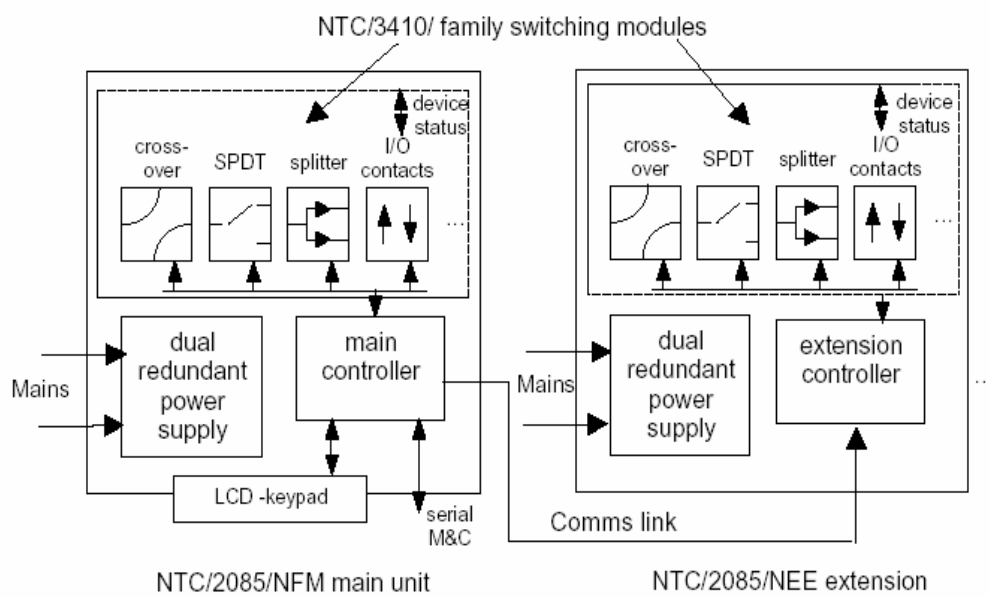 NTC/3410/ family switching modules
device
status
cross-
over
SPDT
splitter
I/O
contacts
...
dual
redundant
power
supply
main
controller
Mains
LCD -keypad
serial
M&C
NTC/2085/NFM main unit
device
status
cross-
over
SPDT
splitter
I/O
contacts
...
dual
redundant
power
supply
extension
controller
Mains
...
Comms link
NTC/2085/NEE extension